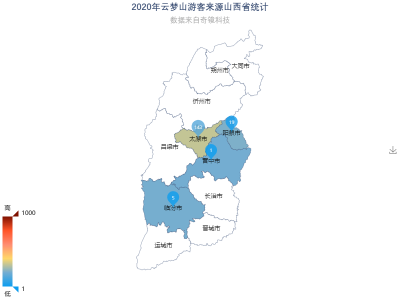 2020年云梦山游客来源山西省统计
数据来自奇领科技
大同市
朔州市
忻州市
142
19
太原市
阳泉市
吕梁市
1
晋中市
长治市
临汾市
晋城市
运城市
高
1000
1
低